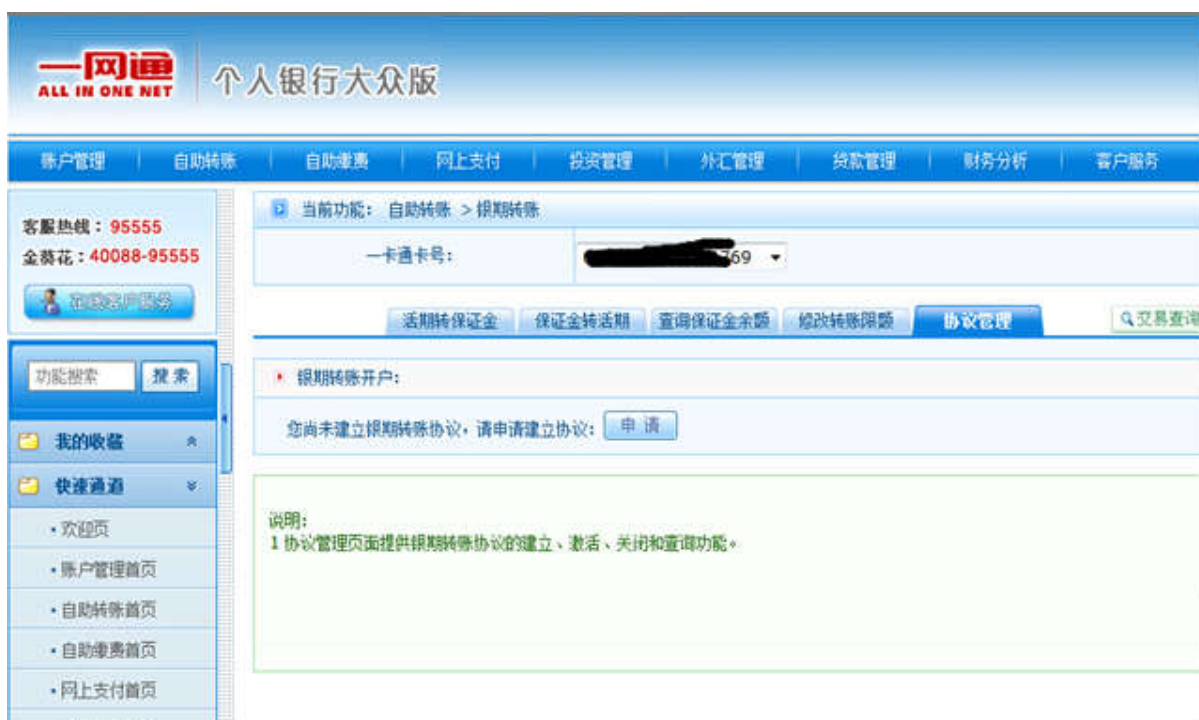 一网通
ALL IN ONE NET
个人银行大众版
账户管理 自助转账 自助缴费 网上支付 投资管理 外汇管理 贷款管理 财务分析 客户服务
客服热线：95555
金葵花：40088-95555
在线客户服务
当前功能： 自助转账 > 银期转账
一卡通卡号：
769
活期转保证金 保证金转活期 查询保证金余额 修改转账限额 协议管理 交易查询
功能搜索 搜索
银期转账开户：
您尚未建立银期转账协议，请申请建立协议： 申请
我的收藏
快速通道
说明：
1 协议管理页面提供银期转账协议的建立、激活、关闭和查询功能。
欢迎页
账户管理首页
自助转账首页
自助缴费首页
网上支付首页